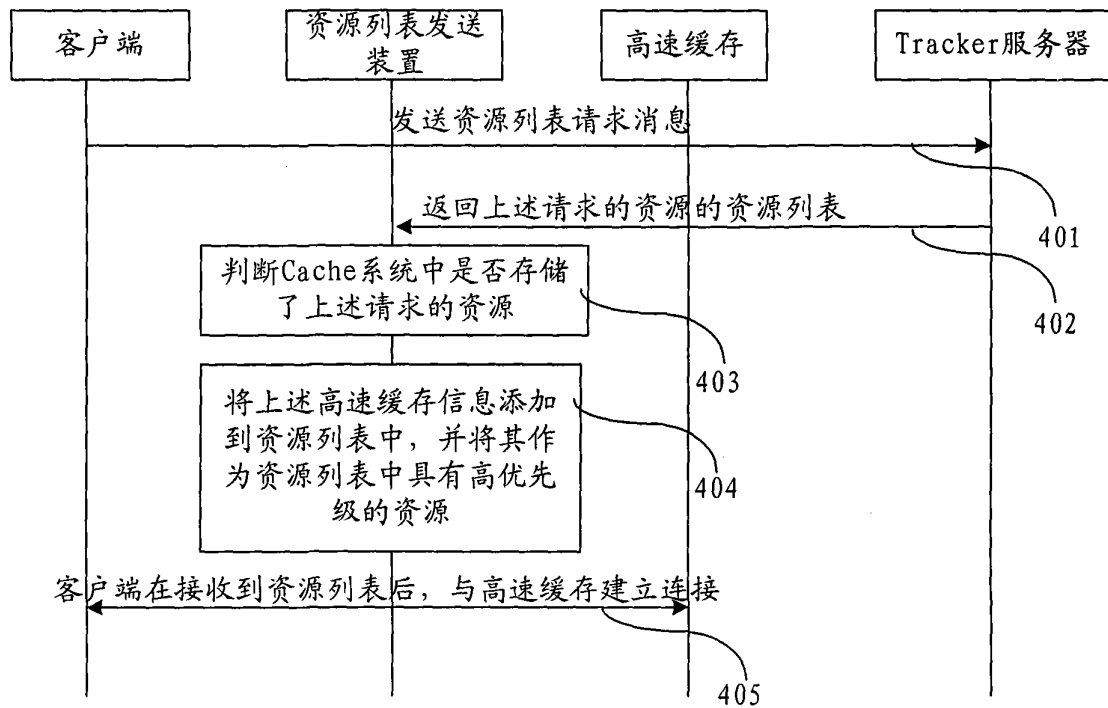 客户端
资源列表发送
装置
高速缓存
Tracker服务器
发送资源列表请求消息
401
返回上述请求的资源的资源列表
402
判断Cache系统中是否存储
了上述请求的资源
403
将上述高速缓存信息添加
到资源列表中，并将其作
为资源列表中具有高优先
级的资源
404
客户端在接收到资源列表后，与高速缓存建立连接
405